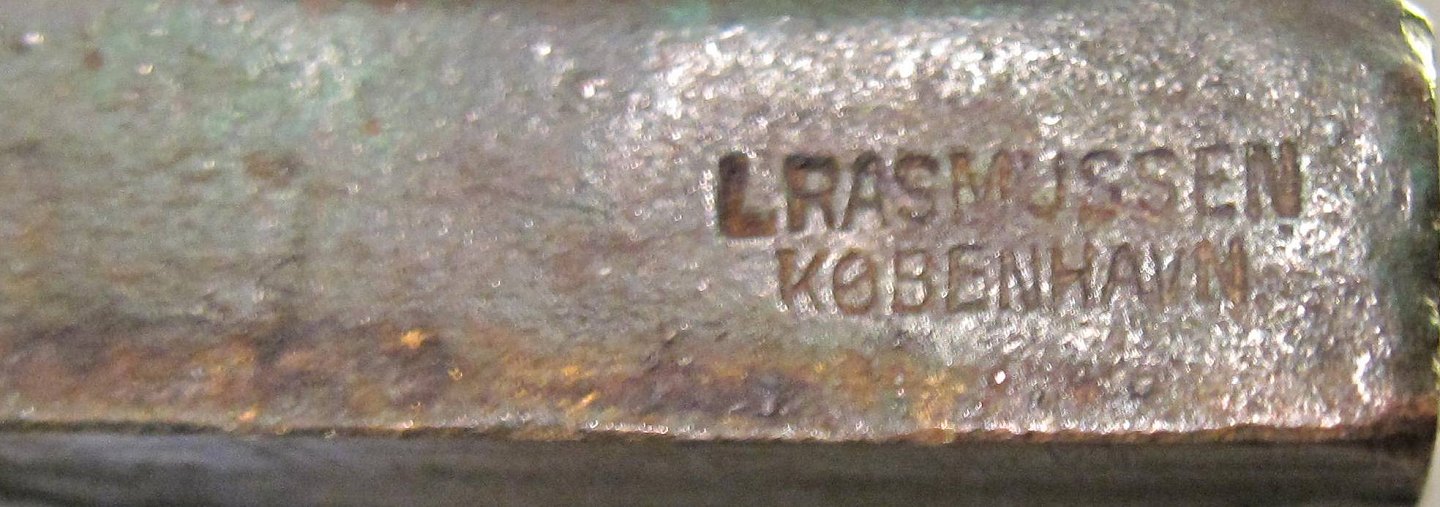 L RASMUSSEN
KØBENHAVN